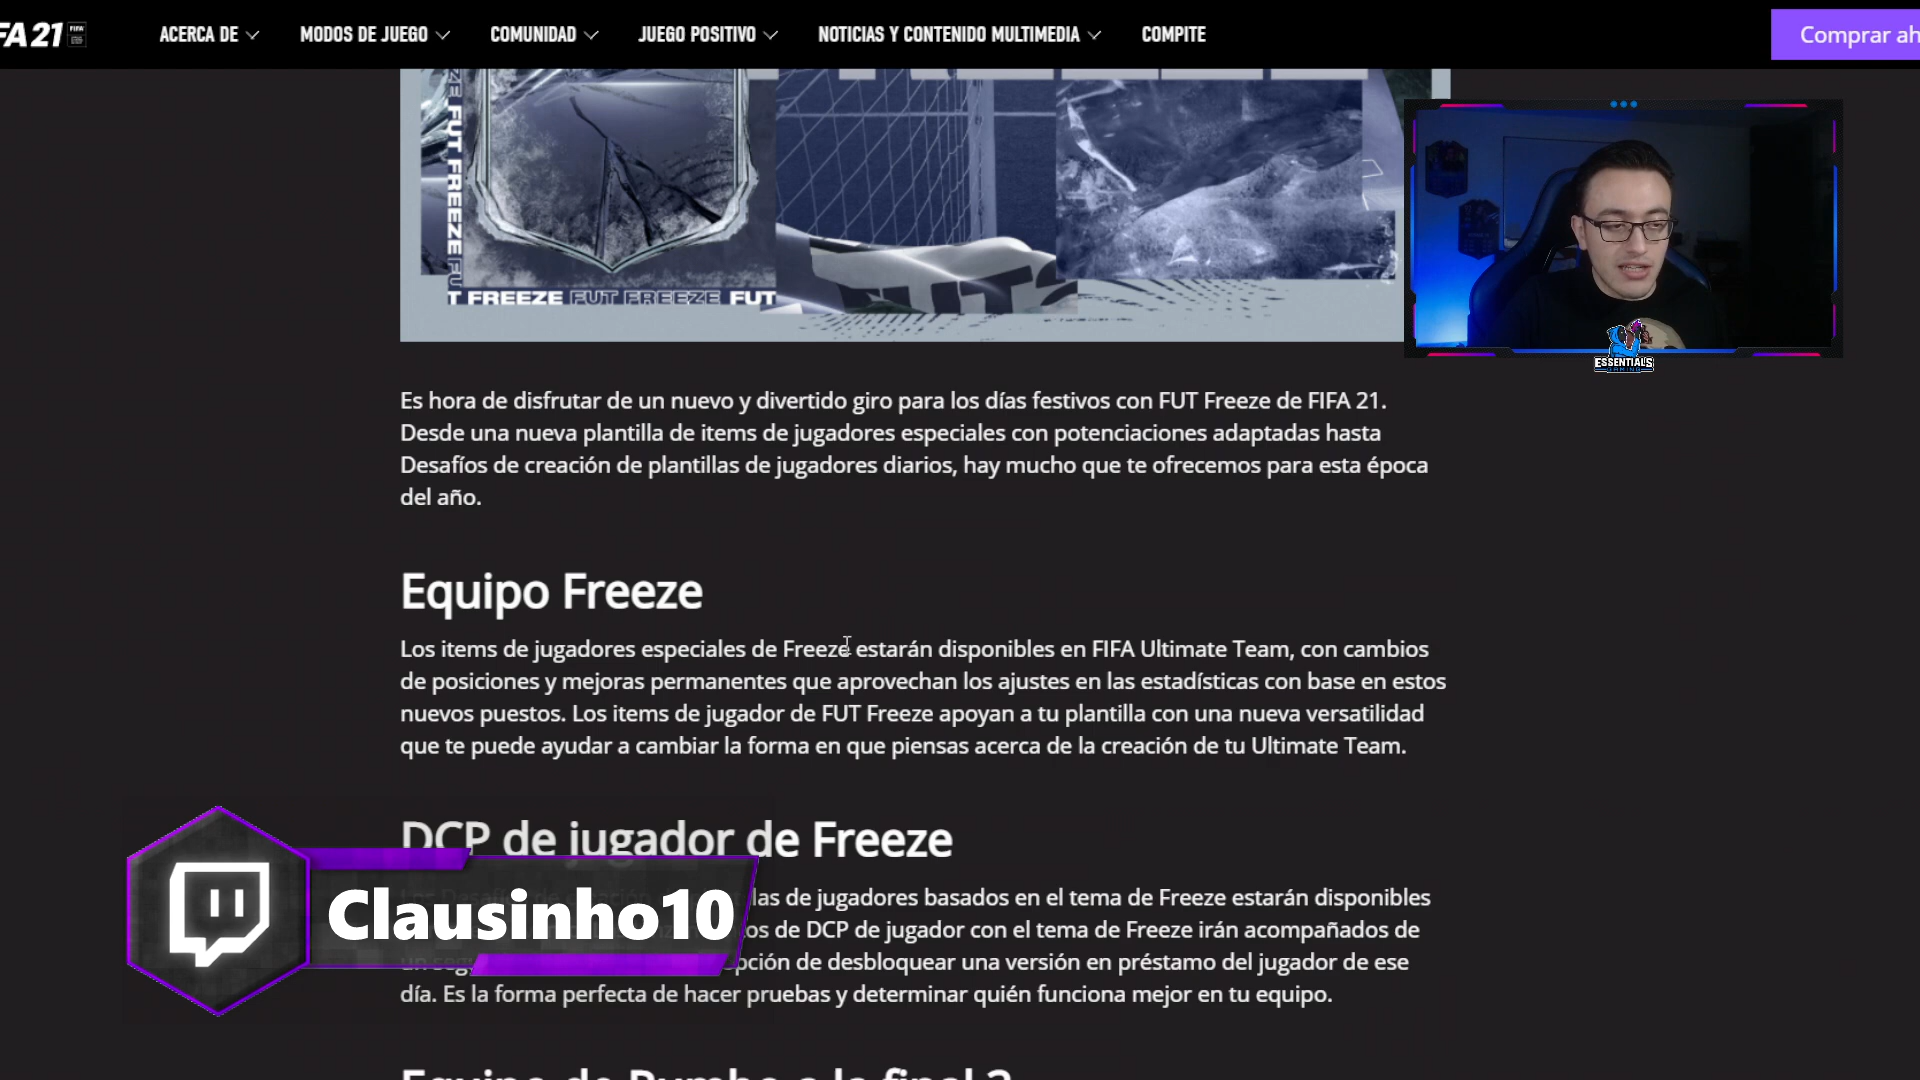 FA 21
ACERCA DE
MODOS DE JUEGO
COMUNIDAD
JUEGO POSITIVO
NOTICIAS Y CONTENIDO MULTIMEDIA
COMPITE
Comprar ah
FUT FREEZE
T FREEZE FUT FREEZE FUT
ESSENTIALS
GAMING
Es hora de disfrutar de un nuevo y divertido giro para los días festivos con FUT Freeze de FIFA 21.
Desde una nueva plantilla de items de jugadores especiales con potenciaciones adaptadas hasta
Desafíos de creación de plantillas de jugadores diarios, hay mucho que te ofrecemos para esta época
del año.
Equipo Freeze
Los items de jugadores especiales de Freeze estarán disponibles en FIFA Ultimate Team, con cambios
de posiciones y mejoras permanentes que aprovechan los ajustes en las estadísticas con base en estos
nuevos puestos. Los items de jugador de FUT Freeze apoyan a tu plantilla con una nueva versatilidad
que te puede ayudar a cambiar la forma en que piensas acerca de la creación de tu Ultimate Team.
DCP de jugador de Freeze
las de jugadores basados en el tema de Freeze estarán disponibles
os de DCP de jugador con el tema de Freeze irán acompañados de
pción de desbloquear una versión en préstamo del jugador de ese
día. Es la forma perfecta de hacer pruebas y determinar quién funciona mejor en tu equipo.
Clausinho10
Equipo de Rumbo a la final 2